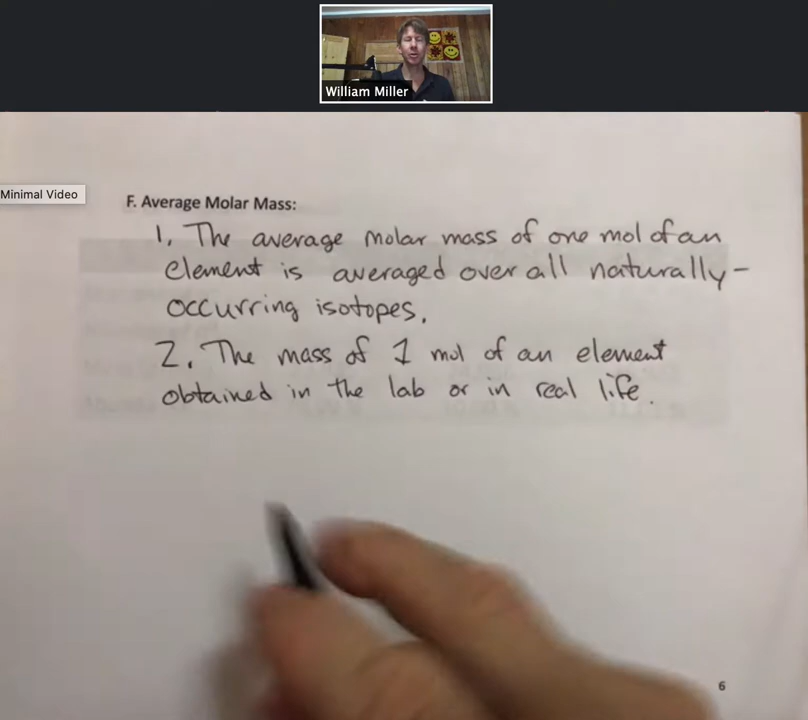 William Miller
Minimal Video
F. Average Molar Mass:
1. The average molar mass of one mol of an
element is averaged over all naturally-
occurring isotopes.
2. The mass of 1 mol of an element
obtained in the lab or in real life.
6